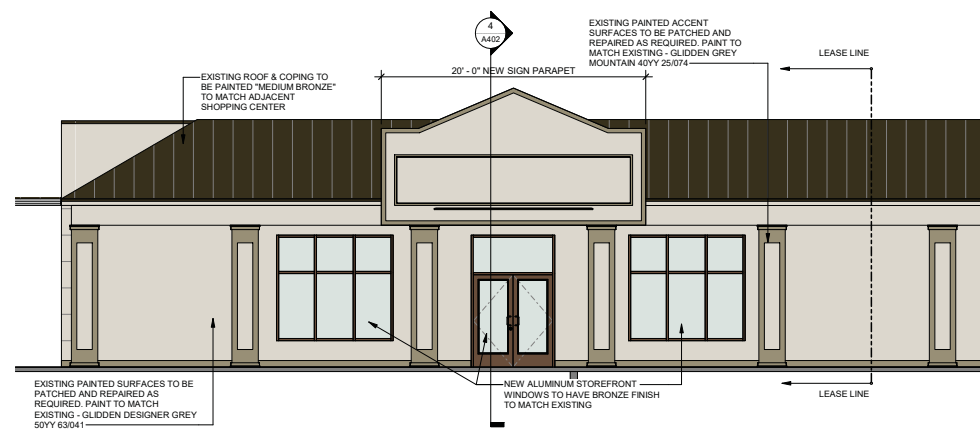 4
A402
EXISTING PAINTED ACCENT
SURFACES TO BE PATCHED AND
REPAIRED AS REQUIRED. PAINT TO
MATCH EXISTING - GLIDDEN GREY
MOUNTAIN 40YY 25/074
LEASE LINE
20' - 0" NEW SIGN PARAPET
EXISTING ROOF & COPING TO
BE PAINTED "MEDIUM BRONZE"
TO MATCH ADJACENT
SHOPPING CENTER
EXISTING PAINTED SURFACES TO BE
PATCHED AND REPAIRED AS
REQUIRED. PAINT TO MATCH
EXISTING - GLIDDEN DESIGNER GREY
50YY 63/041
NEW ALUMINUM STOREFRONT
WINDOWS TO HAVE BRONZE FINISH
TO MATCH EXISTING
LEASE LINE